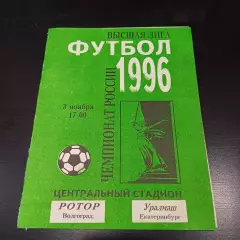 ВЫСШАЯ ЛИГА
ФУТБОЛ
1996
3 ноября
17-00
ЧЕМПИОНАТ РОССИИ
ЦЕНТРАЛЬНЫЙ СТАДИОН
РОТОР
Волгоград
Уралмаш
Екатеринбург